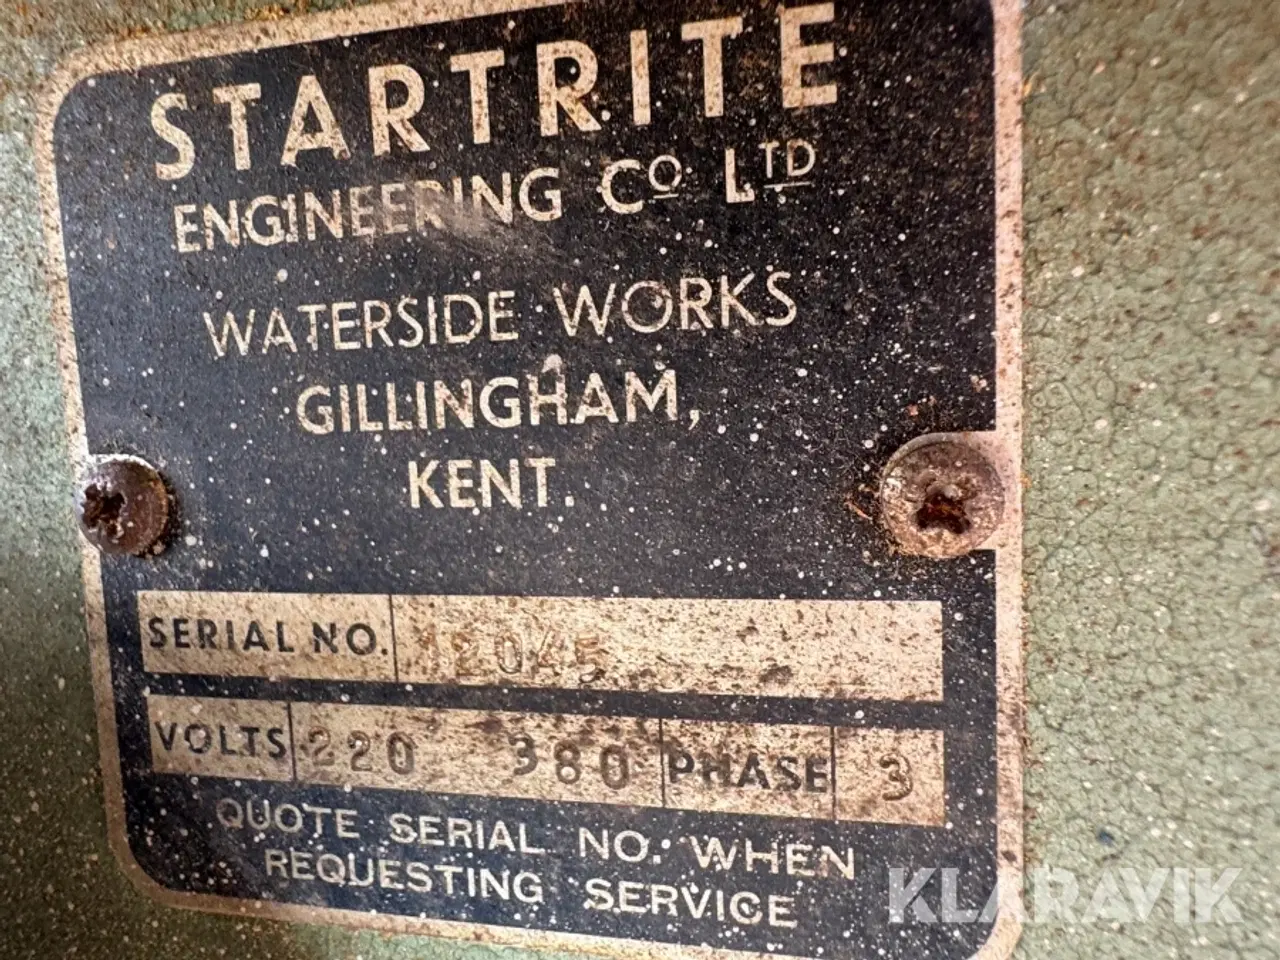 STARTRITE
ENGINEERING CO LTD
WATERSIDE WORKS
GILLINGHAM,
KENT.
SERIAL NO. 12045
VOLTS 220 380 PHASE 3
QUOTE SERIAL NO. WHEN
REQUESTING SERVICE
KLARAVIK